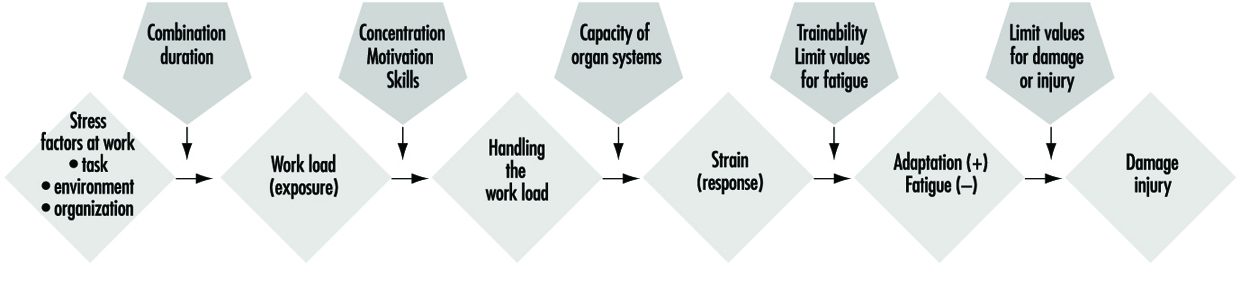 Combination
duration
Concentration
Motivation
Skills
Capacity of
organ systems
Trainability
Limit values
for fatigue
Limit values
for damage
or injury
Stress
factors at work
• task
• environment
• organization
Work load
(exposure)
Handling
the
work load
Strain
(response)
Adaptation (+)
Fatigue (–)
Damage
injury